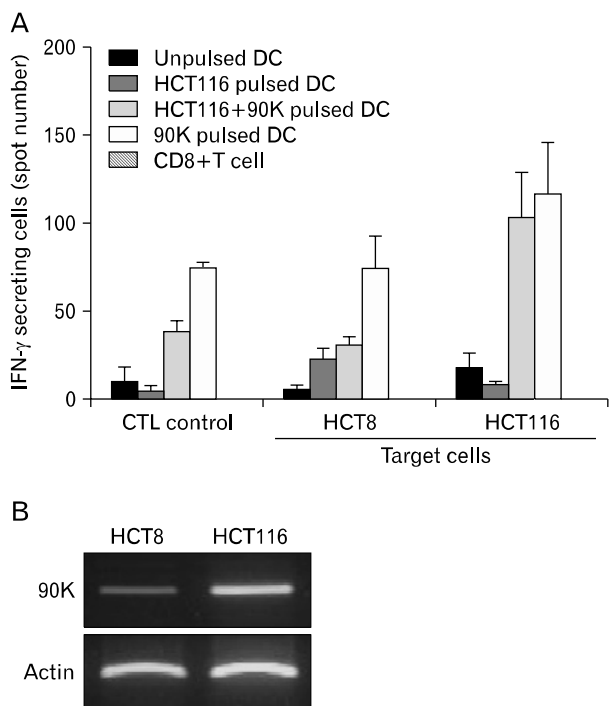 A
IFN-γ secreting cells (spot number)
200
150
100
50
0
Unpulsed DC
HCT116 pulsed DC
HCT116+90K pulsed DC
90K pulsed DC
CD8+T cell
CTL control HCT8 HCT116
Target cells
B
HCT8 HCT116
90K
Actin